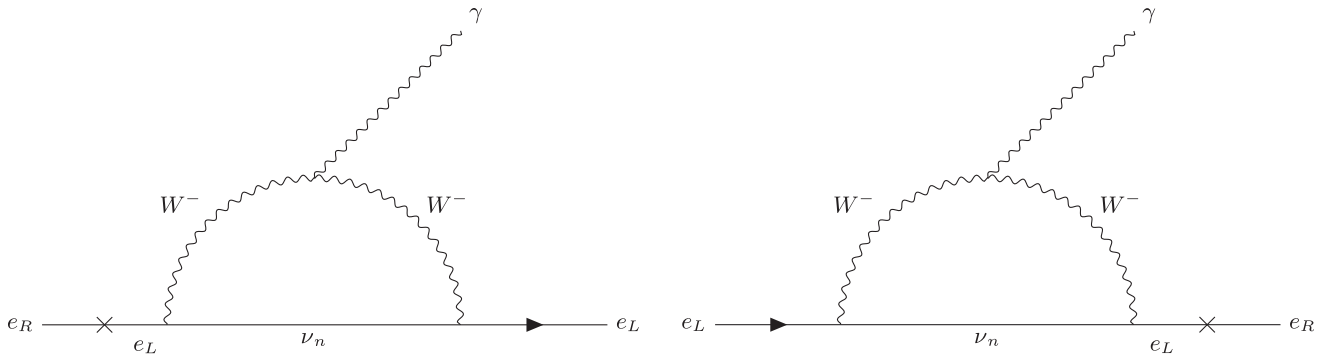 γ γ
W⁻ W⁻ W⁻ W⁻
e_R e_L ν_n e_L e_L ν_n e_L e_R